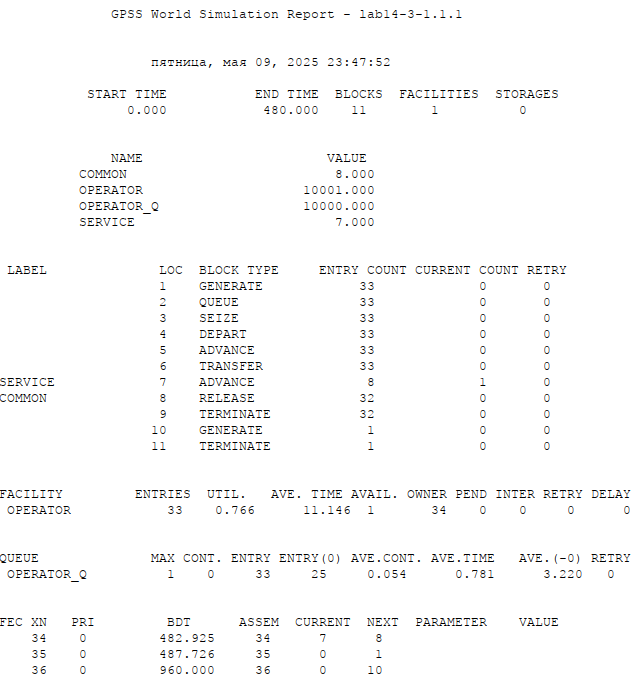 GPSS World Simulation Report - lab14-3-1.1.1
пятница, мая 09, 2025 23:47:52
START TIME END TIME BLOCKS FACILITIES STORAGES
0.000 480.000 11 1 0
NAME VALUE
COMMON 8.000
OPERATOR 10001.000
OPERATOR_Q 10000.000
SERVICE 7.000
LABEL LOC BLOCK TYPE ENTRY COUNT CURRENT COUNT RETRY
1 GENERATE 33 0 0
2 QUEUE 33 0 0
3 SEIZE 33 0 0
4 DEPART 33 0 0
5 ADVANCE 33 0 0
6 TRANSFER 33 0 0
SERVICE 7 ADVANCE 8 1 0
COMMON 8 RELEASE 32 0 0
9 TERMINATE 32 0 0
10 GENERATE 1 0 0
11 TERMINATE 1 0 0
FACILITY ENTRIES UTIL. AVE. TIME AVAIL. OWNER PEND INTER RETRY DELAY
OPERATOR 33 0.766 11.146 1 34 0 0 0 0
QUEUE MAX CONT. ENTRY ENTRY(0) AVE.CONT. AVE.TIME AVE.(-0) RETRY
OPERATOR_Q 1 0 33 25 0.054 0.781 3.220 0
FEC XN PRI BDT ASSEM CURRENT NEXT PARAMETER VALUE
34 0 482.925 34 7 8
35 0 487.726 35 0 1
36 0 960.000 36 0 10